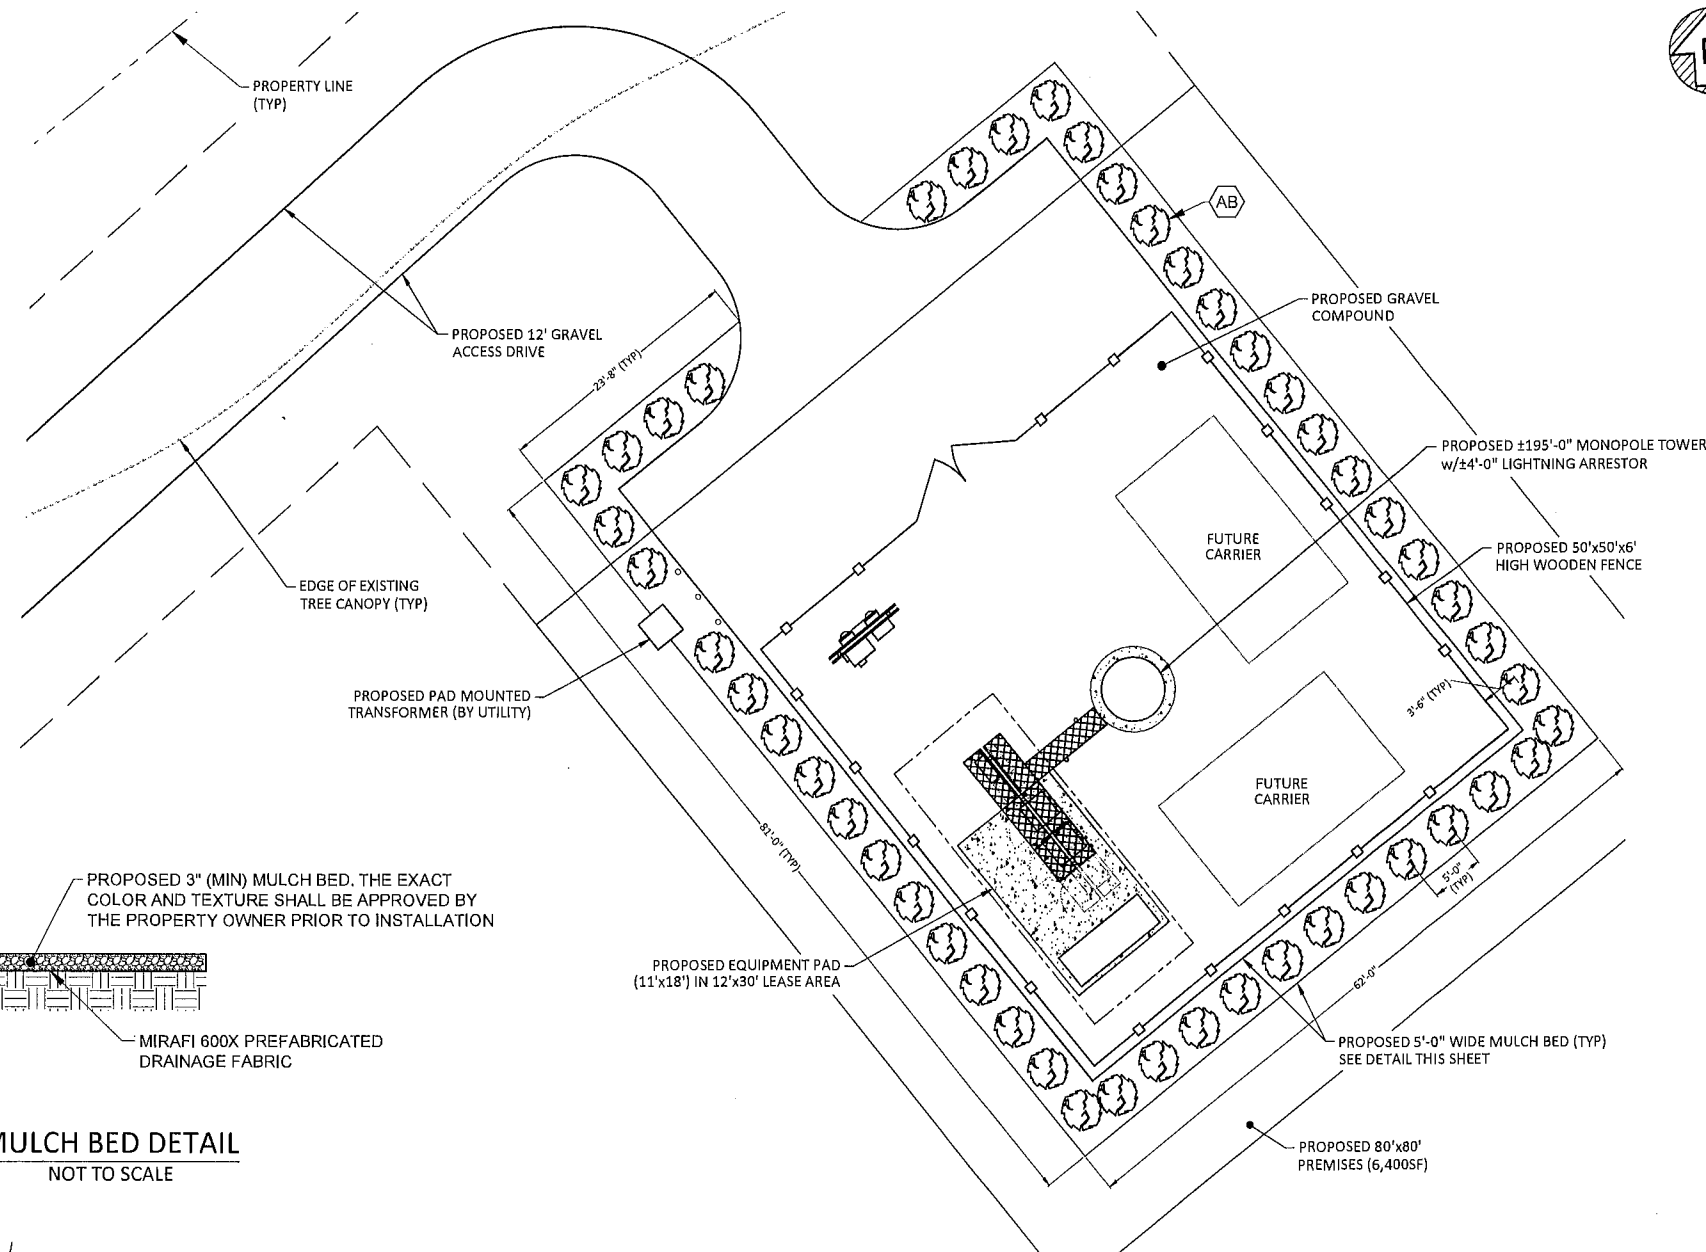 PROPERTY LINE
(TYP)
AB
PROPOSED GRAVEL
COMPOUND
PROPOSED 12' GRAVEL
ACCESS DRIVE
23'-8" (TYP)
PROPOSED ±195'-0" MONOPOLE TOWER
w/±4'-0" LIGHTNING ARRESTOR
FUTURE
CARRIER
PROPOSED 50'x50'x6'
HIGH WOODEN FENCE
EDGE OF EXISTING
TREE CANOPY (TYP)
PROPOSED PAD MOUNTED
TRANSFORMER (BY UTILITY)
3'-6" (TYP)
FUTURE
CARRIER
81'-0" (TYP)
5'-0"
(TYP)
PROPOSED 3" (MIN) MULCH BED. THE EXACT
COLOR AND TEXTURE SHALL BE APPROVED BY
THE PROPERTY OWNER PRIOR TO INSTALLATION
PROPOSED EQUIPMENT PAD
(11'x18') IN 12'x30' LEASE AREA
62'-0"
MIRAFI 600X PREFABRICATED
DRAINAGE FABRIC
PROPOSED 5'-0" WIDE MULCH BED (TYP)
SEE DETAIL THIS SHEET
MULCH BED DETAIL
NOT TO SCALE
PROPOSED 80'x80'
PREMISES (6,400SF)